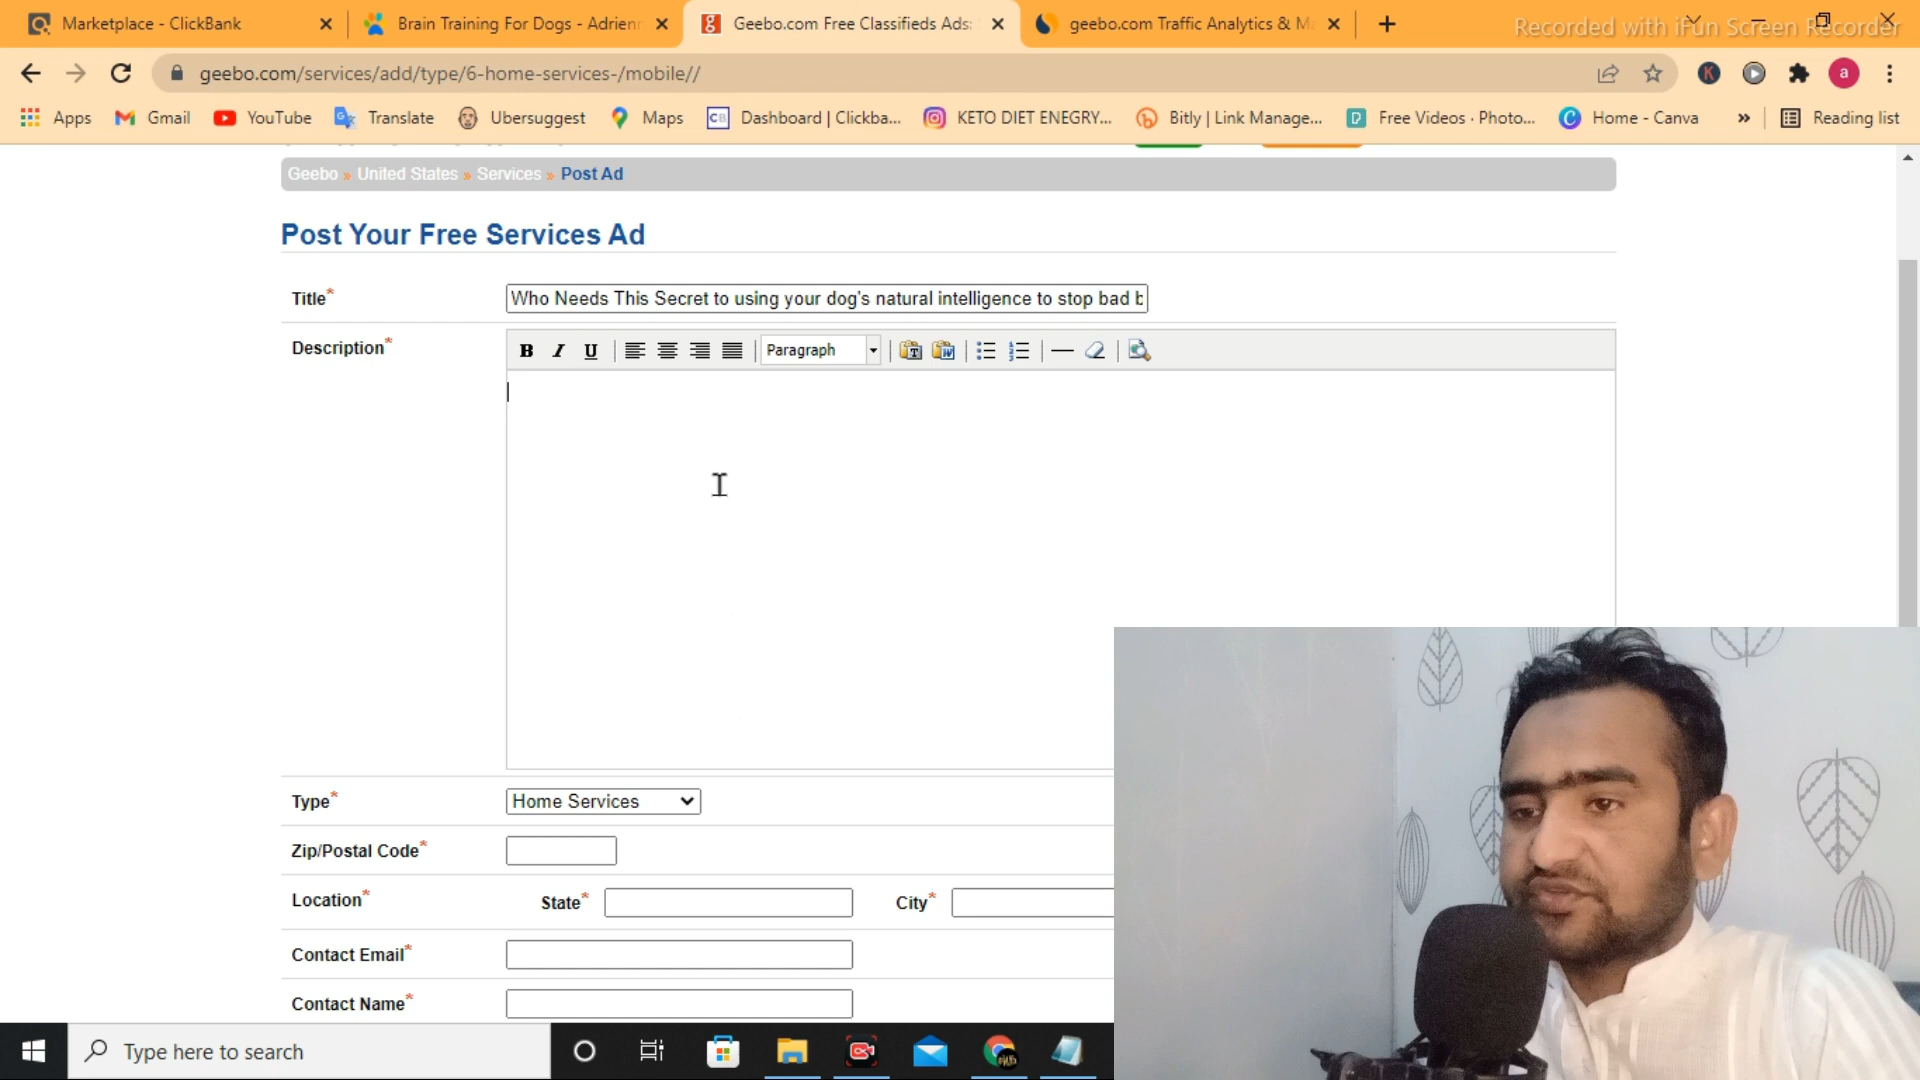 Marketplace - ClickBank
Brain Training For Dogs - Adrienn
Geebo.com Free Classifieds Ads:
geebo.com Traffic Analytics & Ma
Recorded with iFun Screen Recorder
geebo.com/services/add/type/6-home-services-/mobile//
a
Apps
Gmail
YouTube
Translate
Ubersuggest
Maps
Dashboard | Clickba...
KETO DIET ENEGRY...
Bitly | Link Manage...
Free Videos · Photo...
Home - Canva
»
Reading list
Geebo » United States » Services » Post Ad
Post Your Free Services Ad
Title*
Who Needs This Secret to using your dog's natural intelligence to stop bad b
Description*
B I U
Paragraph
Type*
Home Services
Zip/Postal Code*
Location*
State*
City*
Contact Email*
Contact Name*
Type here to search